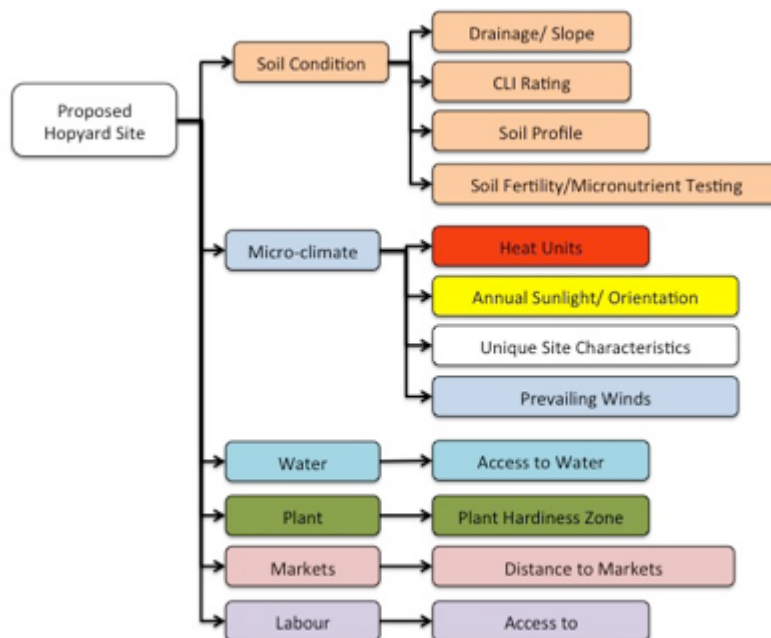 Proposed
Hopyard Site
Soil Condition
Drainage/ Slope
CLI Rating
Soil Profile
Soil Fertility/Micronutrient Testing
Micro-climate
Heat Units
Annual Sunlight/ Orientation
Unique Site Characteristics
Prevailing Winds
Water
Access to Water
Plant
Plant Hardiness Zone
Markets
Distance to Markets
Labour
Access to